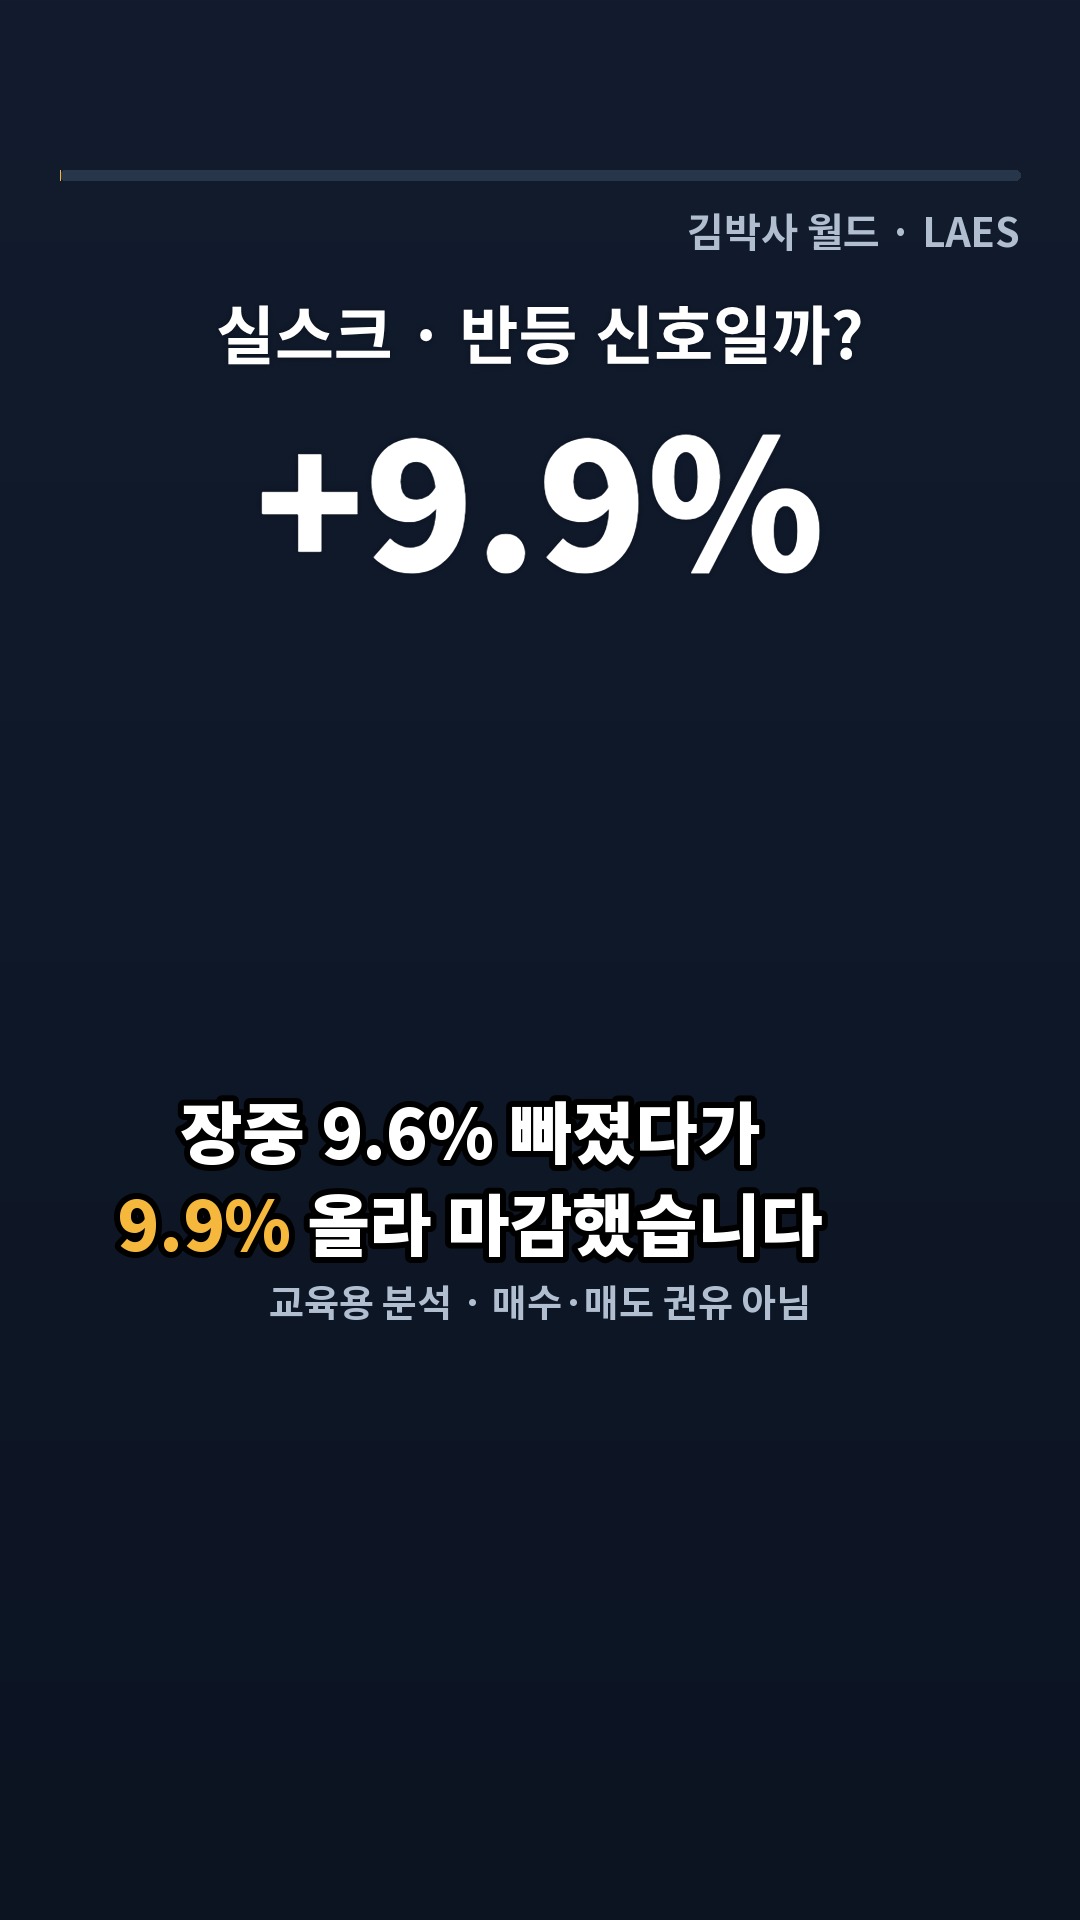 김박사 월드 · LAES
실스크 · 반등 신호일까?
+9.9%
장중 9.6% 빠졌다가
9.9% 올라 마감했습니다
교육용 분석 · 매수·매도 권유 아님